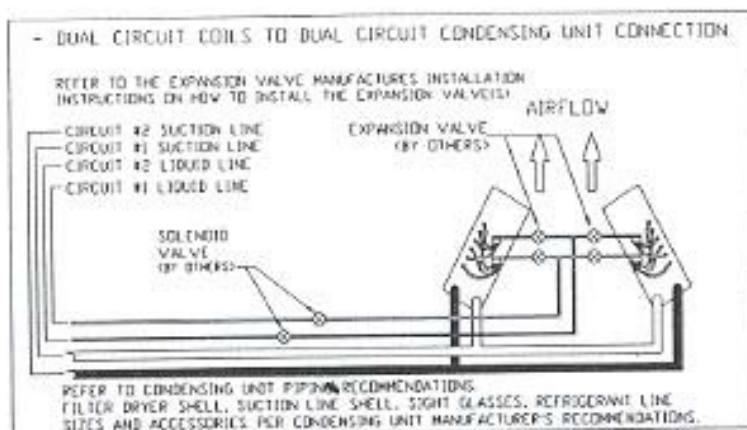 - DUAL CIRCUIT COILS TO DUAL CIRCUIT CONDENSING UNIT CONNECTION
REFER TO THE EXPANSION VALVE MANUFACTURES INSTALLATION
INSTRUCTIONS ON HOW TO INSTALL THE EXPANSION VALVE(S)
AIRFLOW
CIRCUIT #2 SUCTION LINE
CIRCUIT #1 SUCTION LINE
CIRCUIT #2 LIQUID LINE
CIRCUIT #1 LIQUID LINE
EXPANSION VALVE
(BY OTHERS)
SOLENOID
VALVE
(BY OTHERS)
REFER TO CONDENSING UNIT PIPING RECOMMENDATIONS
FILTER DRYER SHELL, SUCTION LINE SHELL, SIGHT GLASSES, REFRIGERANT LINE
SIZES AND ACCESSORIES PER CONDENSING UNIT MANUFACTURER'S RECOMMENDATIONS.